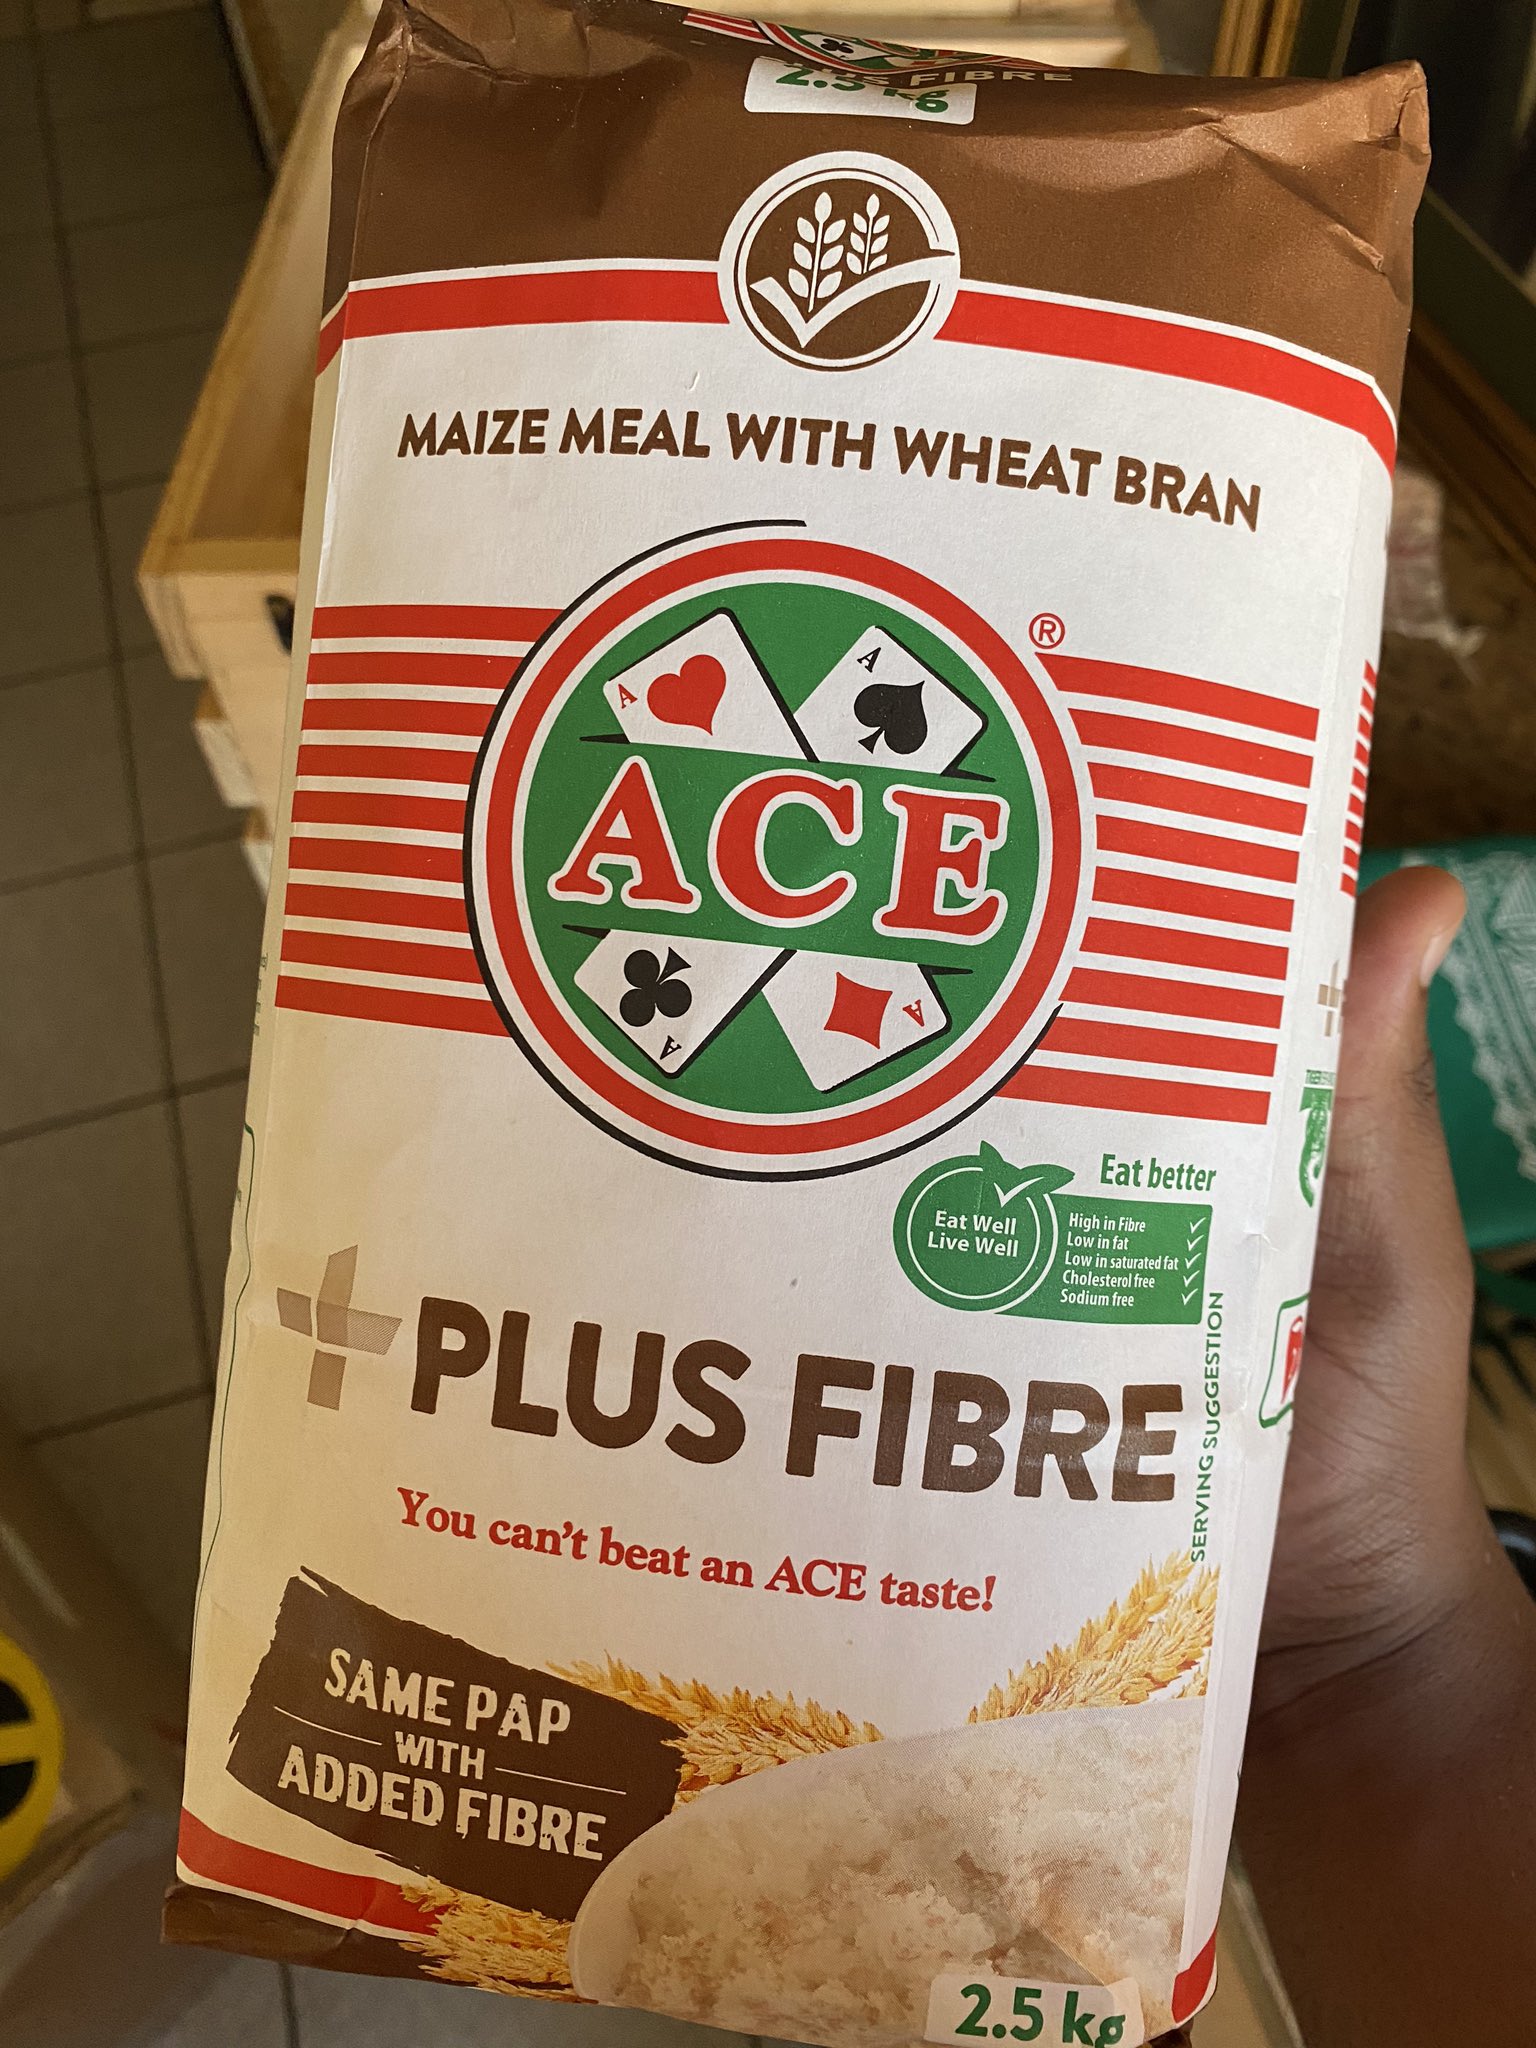 PLUS FIBRE
2.5 kg
MAIZE MEAL WITH WHEAT BRAN
®
A
A
ACE
A
A
Eat better
Eat Well
Live Well
High in Fibre
Low in fat
Low in saturated fat
Cholesterol free
Sodium free
PLUS FIBRE
SERVING SUGGESTION
You can't beat an ACE taste!
SAME PAP
WITH
ADDED FIBRE
2.5 kg